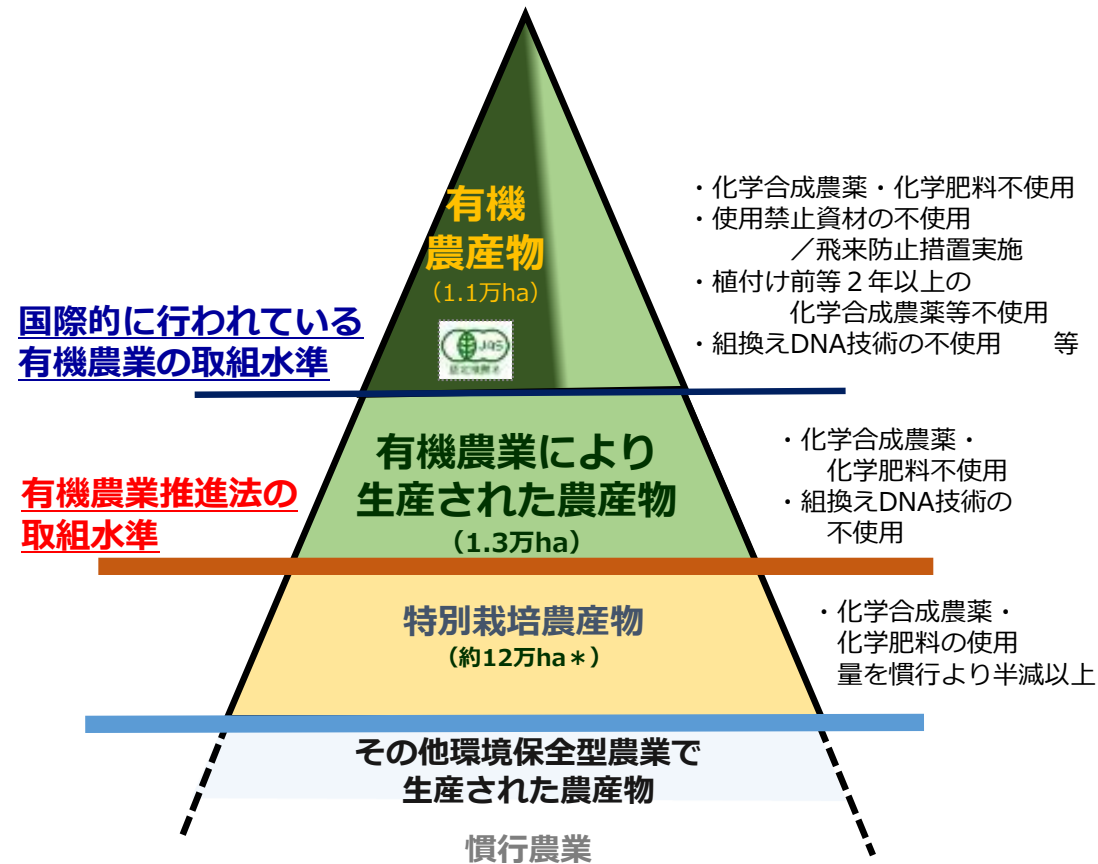 有機
農産物
（1.1万ha）
JAS
・化学合成農薬・化学肥料不使用
・使用禁止資材の不使用
／飛来防止措置実施
・植付け前等２年以上の
化学合成農薬等不使用
・組換えDNA技術の不使用　　等
国際的に行われている
有機農業の取組水準
有機農業により
生産された農産物
（1.3万ha）
・化学合成農薬・
化学肥料不使用
・組換えDNA技術の
不使用
有機農業推進法の
取組水準
特別栽培農産物
（約12万ha＊）
・化学合成農薬・
化学肥料の使用
量を慣行より半減以上
その他環境保全型農業で
生産された農産物
慣行農業